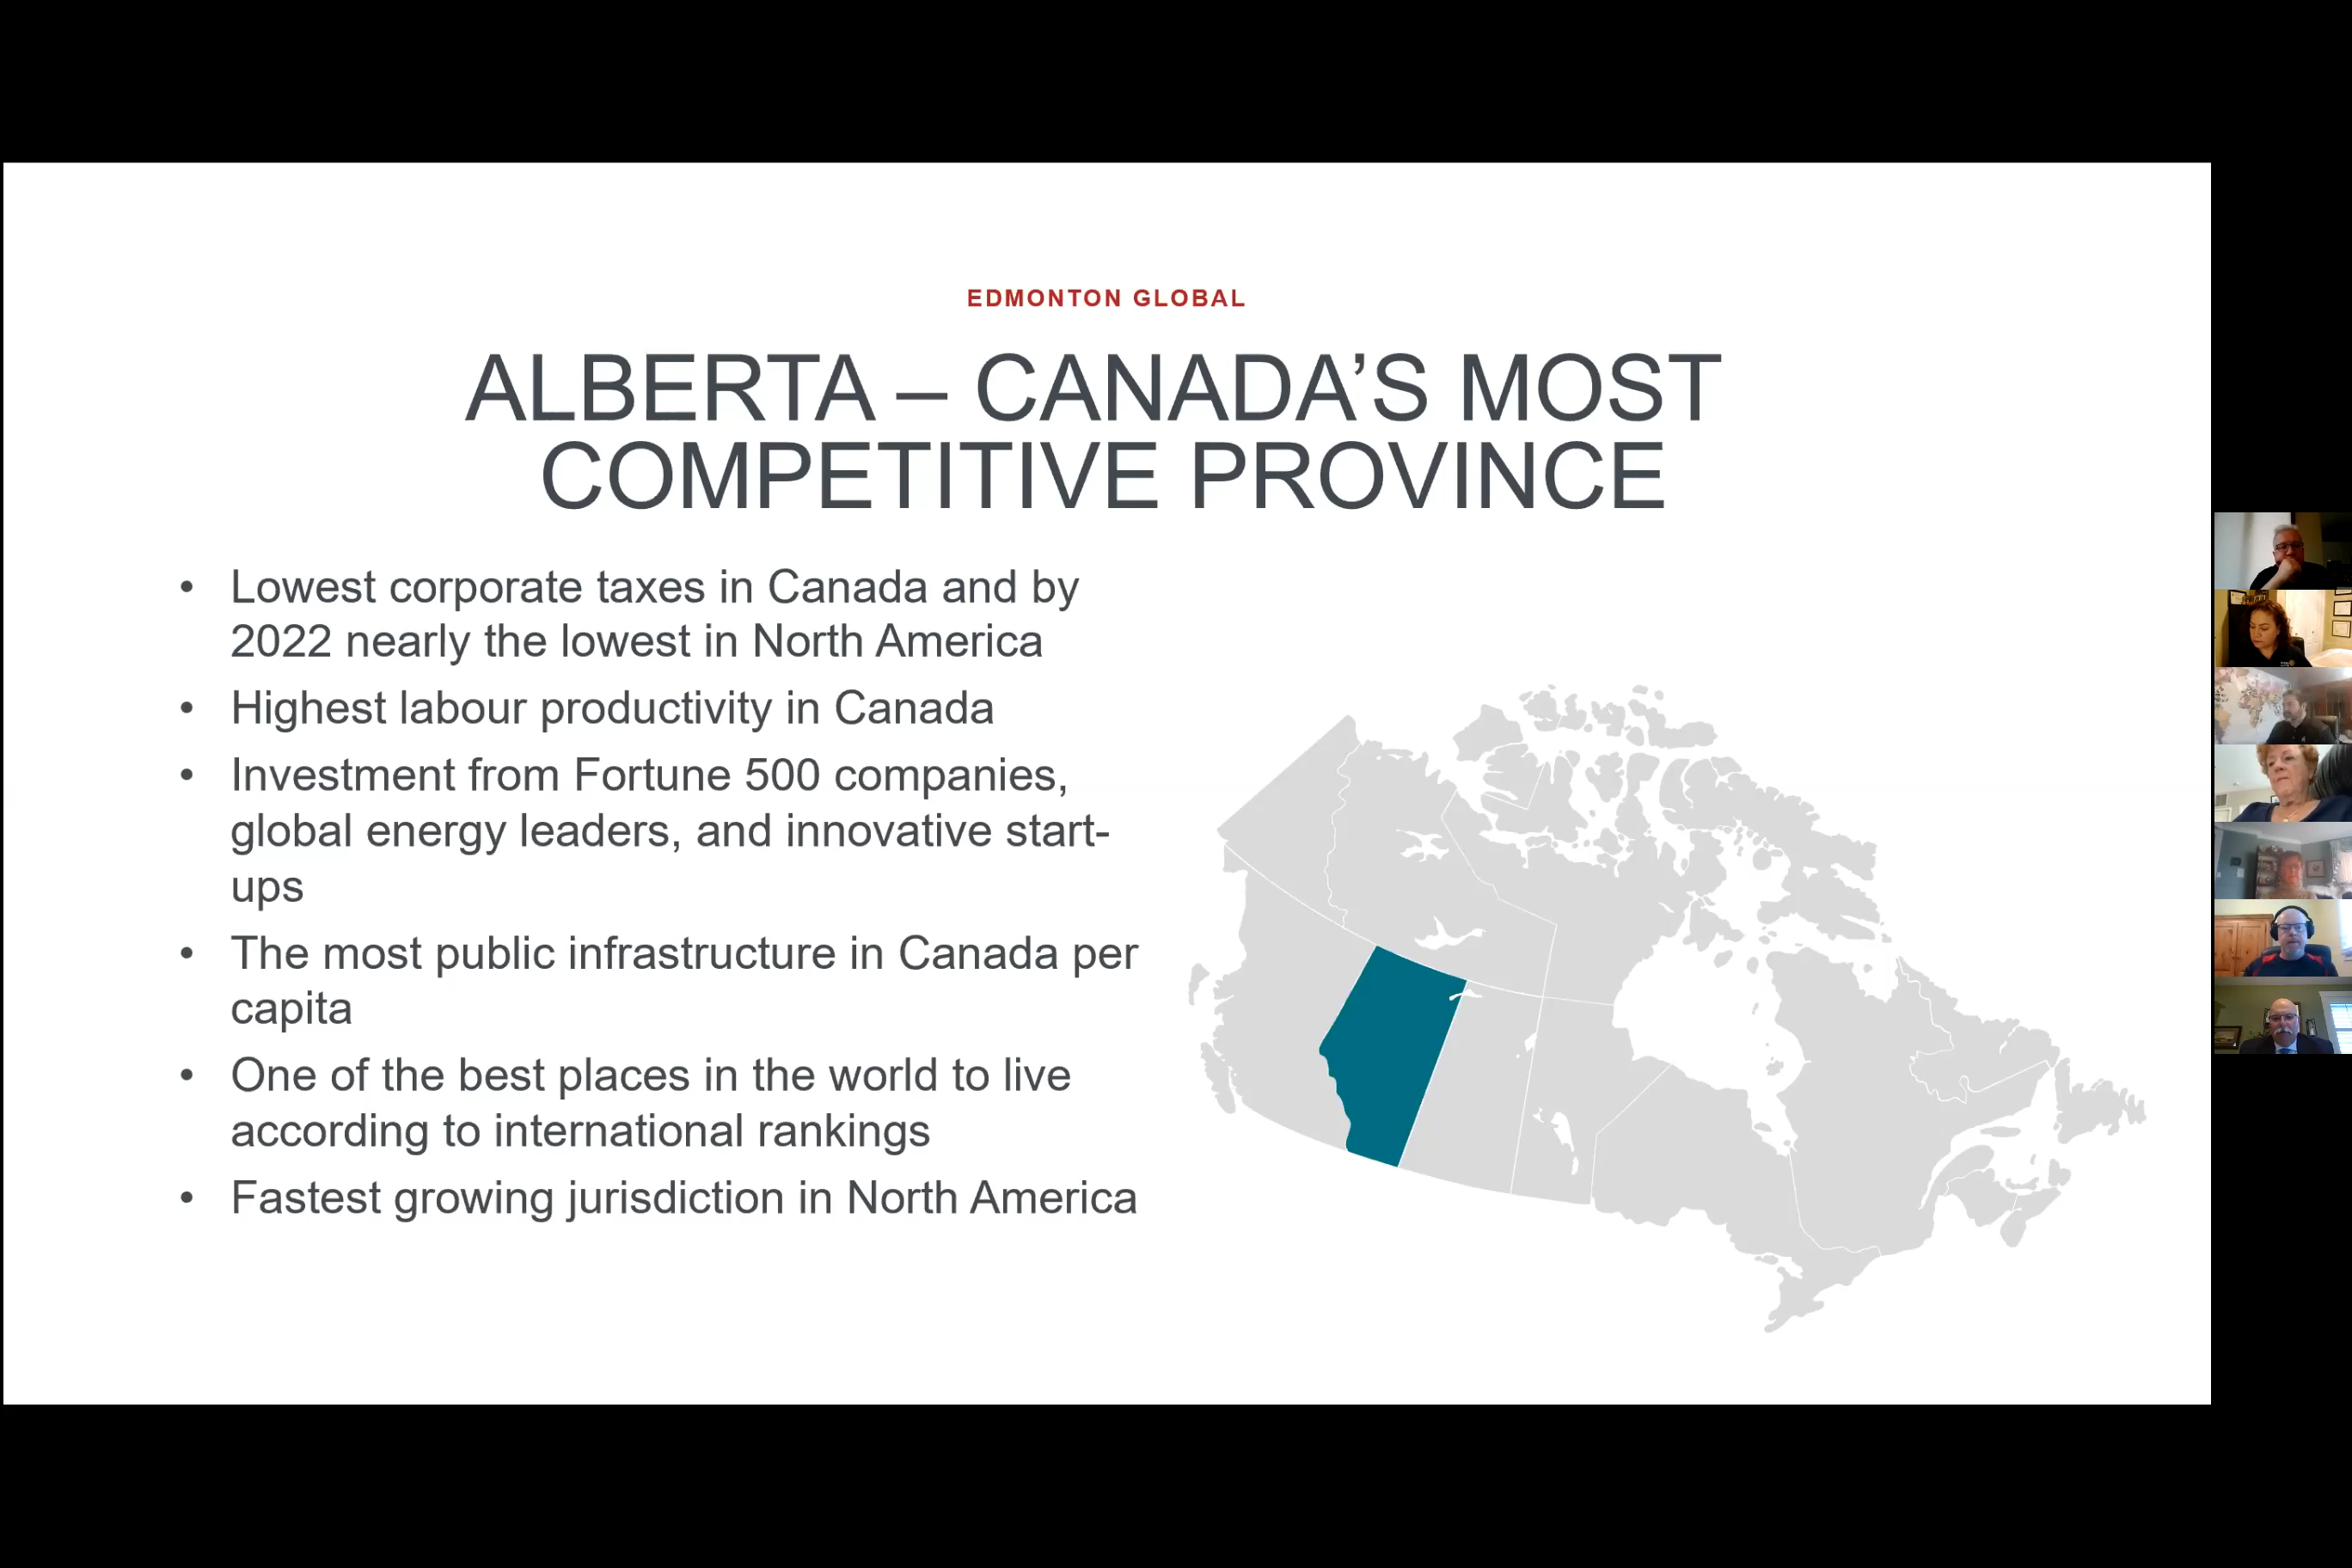 EDMONTON GLOBAL
ALBERTA – CANADA’S MOST
COMPETITIVE PROVINCE
• Lowest corporate taxes in Canada and by
2022 nearly the lowest in North America
• Highest labour productivity in Canada
• Investment from Fortune 500 companies,
global energy leaders, and innovative start-
ups
• The most public infrastructure in Canada per
capita
• One of the best places in the world to live
according to international rankings
• Fastest growing jurisdiction in North America